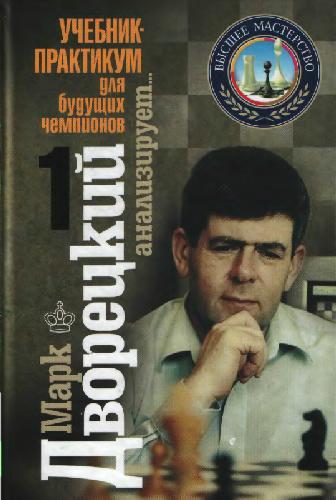 УЧЕБНИК-
ПРАКТИКУМ
для
будущих
чемпионов
ВЫСШЕЕ МАСТЕРСТВО
1
Марк
Дворецкий
анализирует...